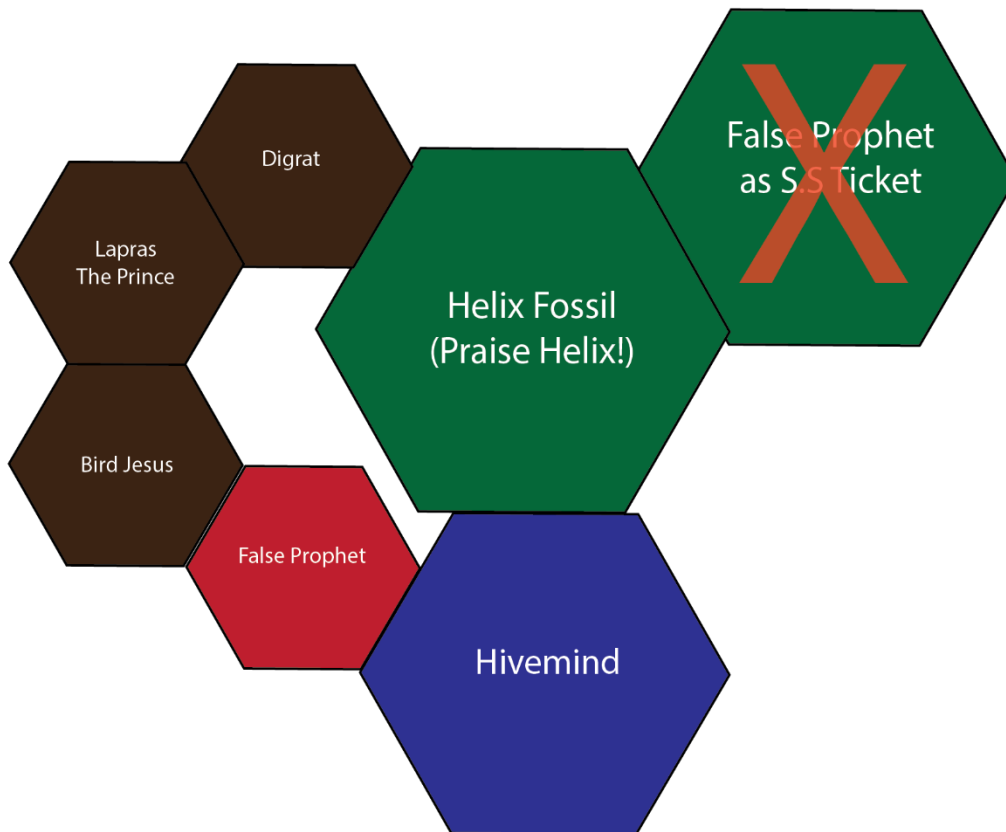 Digrat
False Prophet
as S.S Ticket
Lapras
The Prince
Helix Fossil
(Praise Helix!)
Bird Jesus
False Prophet
Hivemind